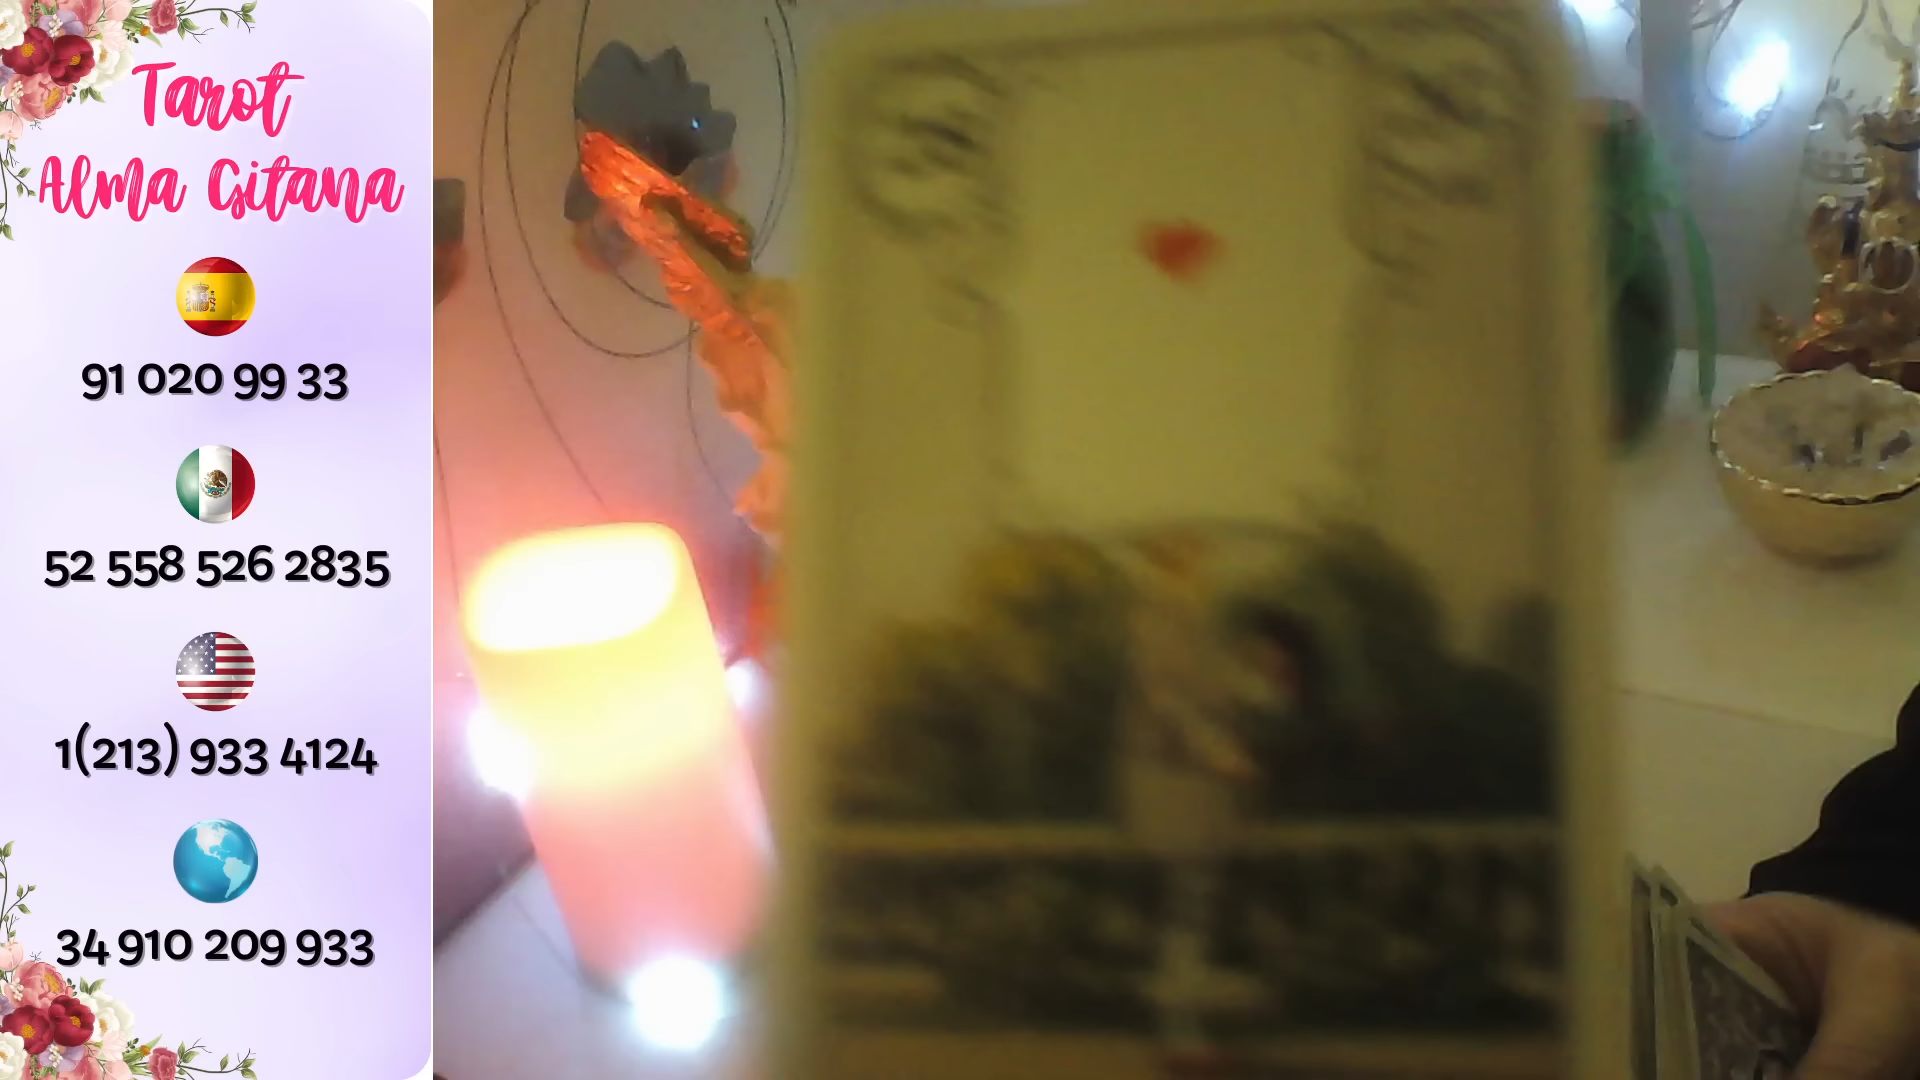 Tarot
Alma Gitana
91 020 99 33
52 558 526 2835
1(213) 933 4124
34 910 209 933